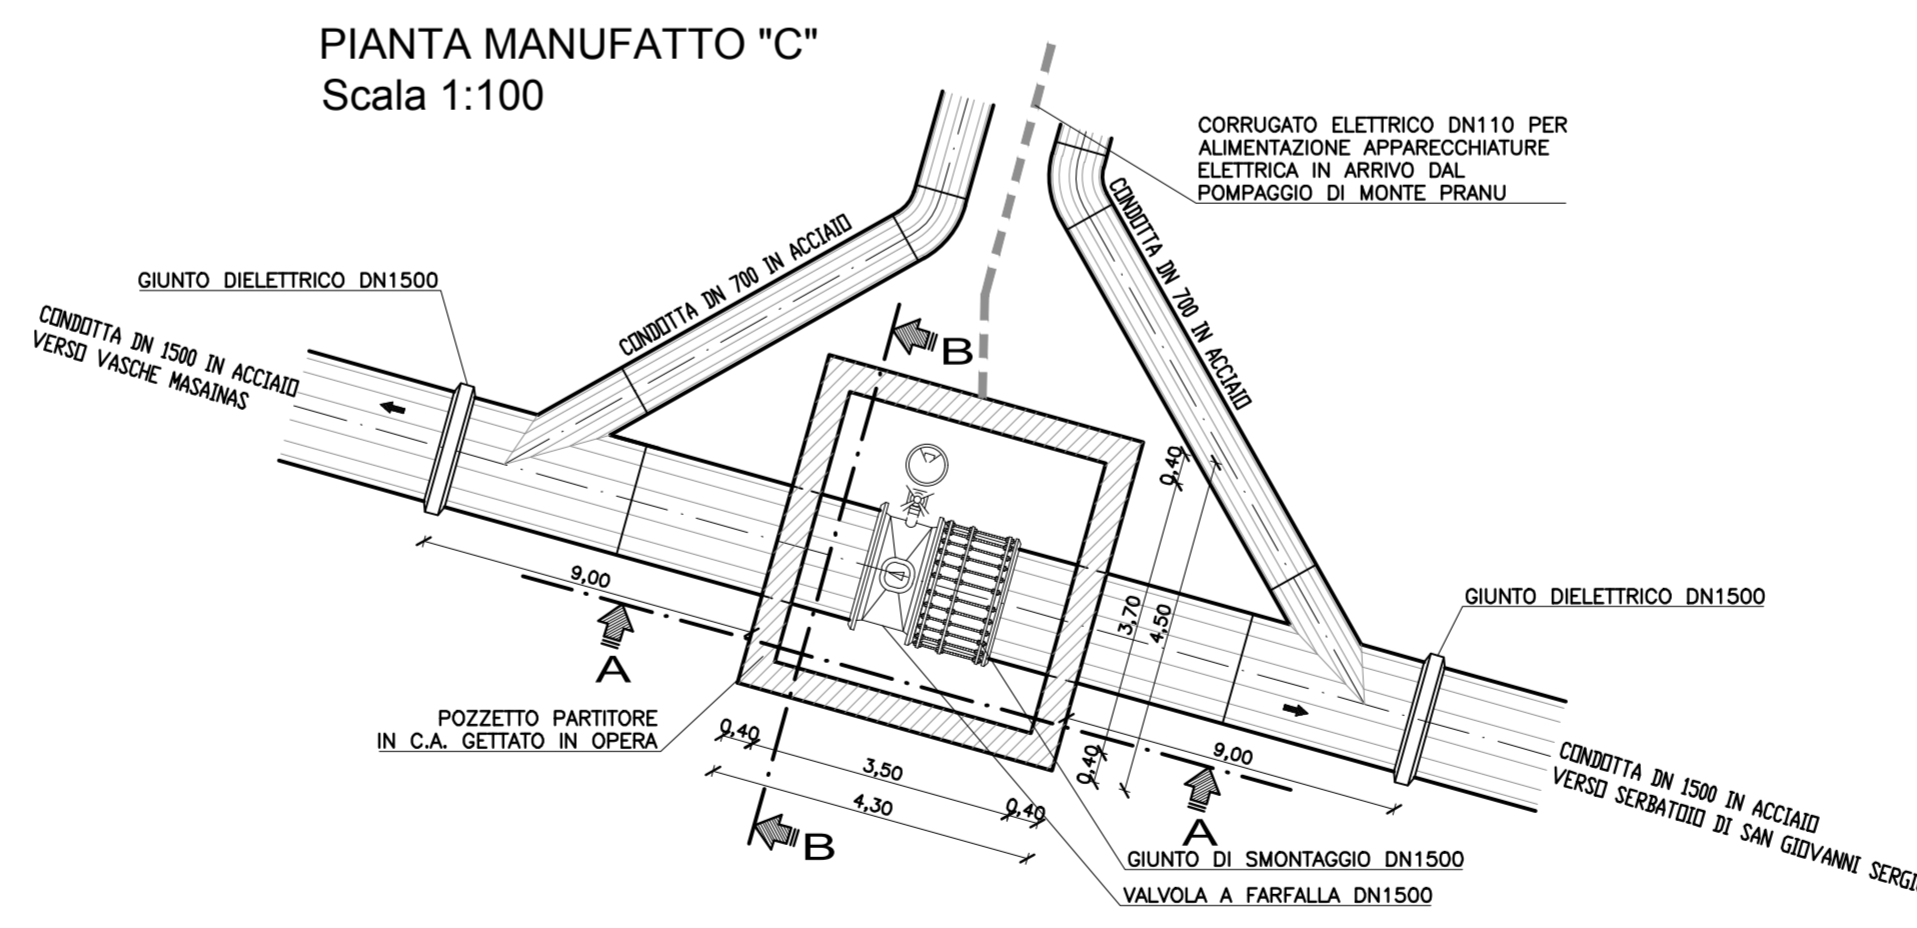 PIANTA MANUFATTO "C"
Scala 1:100
CORRUGATO ELETTRICO DN110 PER
ALIMENTAZIONE APPARECCHIATURE
ELETTRICA IN ARRIVO DAL
POMPAGGIO DI MONTE PRANU
CONDOTTA DN 700 IN ACCIAIO
CONDOTTA DN 700 IN ACCIAIO
GIUNTO DIELETTRICO DN1500
CONDOTTA DN 1500 IN ACCIAIO
VERSO VASCHE MASAINAS
B
0,40
9,00
3,70
4,50
A
GIUNTO DIELETTRICO DN1500
POZZETTO PARTITORE
IN C.A. GETTATO IN OPERA
0,40
3,50
4,30
0,40
0,40
9,00
A
B
CONDOTTA DN 1500 IN ACCIAIO
VERSO SERBATOIO DI SAN GIOVANNI SERGI
GIUNTO DI SMONTAGGIO DN1500
VALVOLA A FARFALLA DN1500